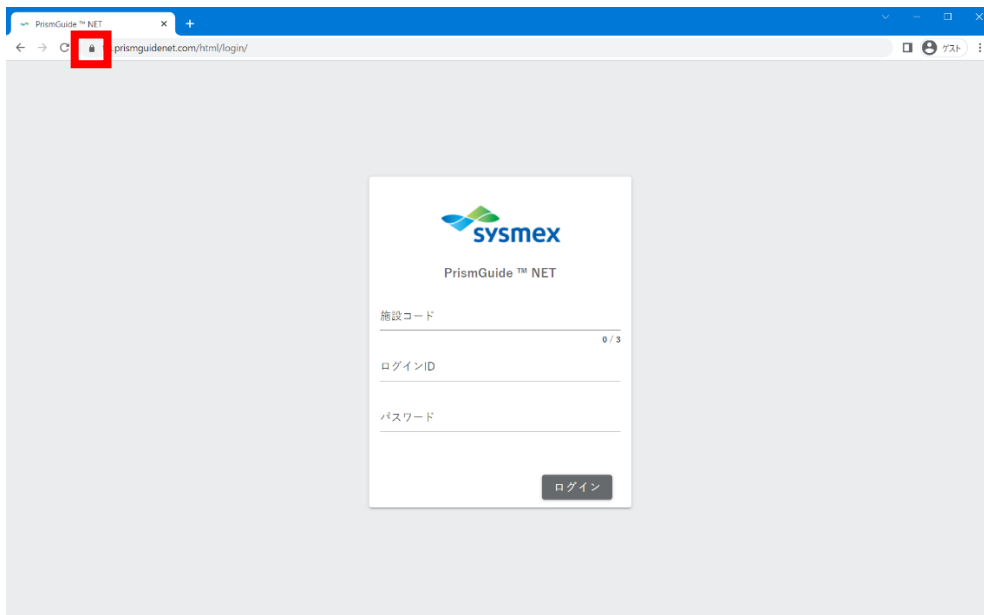 PrismGuide ™ NET
.prismguidenet.com/html/login/
ゲスト
sysmex
PrismGuide ™ NET
施設コード
0 / 3
ログインID
パスワード
ログイン